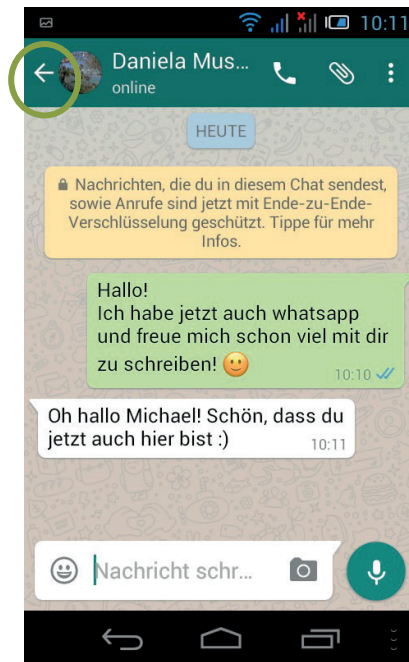 10:11
Daniela Mus...
online
HEUTE
Nachrichten, die du in diesem Chat sendest,
sowie Anrufe sind jetzt mit Ende-zu-Ende-
Verschlüsselung geschützt. Tippe für mehr
Infos.
Hallo!
Ich habe jetzt auch whatsapp
und freue mich schon viel mit dir
zu schreiben! 🙂
10:10
Oh hallo Michael! Schön, dass du
jetzt auch hier bist :)
10:11
Nachricht schr...